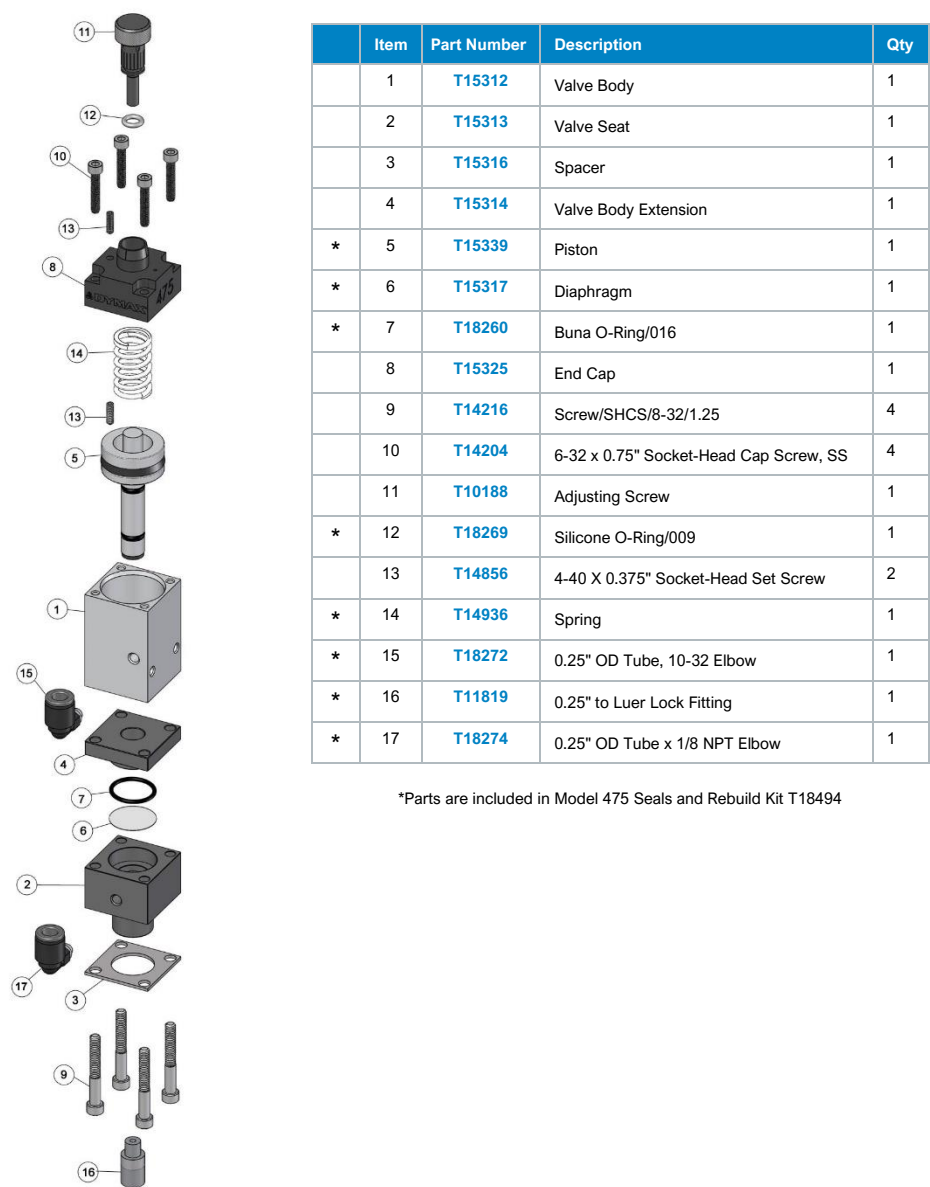 11
12
10
13
8
DYMAX
475
14
13
5
1
15
4
7
6
2
17
3
9
16
Item Part Number Description Qty
1 T15312 Valve Body 1
2 T15313 Valve Seat 1
3 T15316 Spacer 1
4 T15314 Valve Body Extension 1
* 5 T15339 Piston 1
* 6 T15317 Diaphragm 1
* 7 T18260 Buna O-Ring/016 1
8 T15325 End Cap 1
9 T14216 Screw/SHCS/8-32/1.25 4
10 T14204 6-32 x 0.75" Socket-Head Cap Screw, SS 4
11 T10188 Adjusting Screw 1
* 12 T18269 Silicone O-Ring/009 1
13 T14856 4-40 X 0.375" Socket-Head Set Screw 2
* 14 T14936 Spring 1
* 15 T18272 0.25" OD Tube, 10-32 Elbow 1
* 16 T11819 0.25" to Luer Lock Fitting 1
* 17 T18274 0.25" OD Tube x 1/8 NPT Elbow 1
*Parts are included in Model 475 Seals and Rebuild Kit T18494